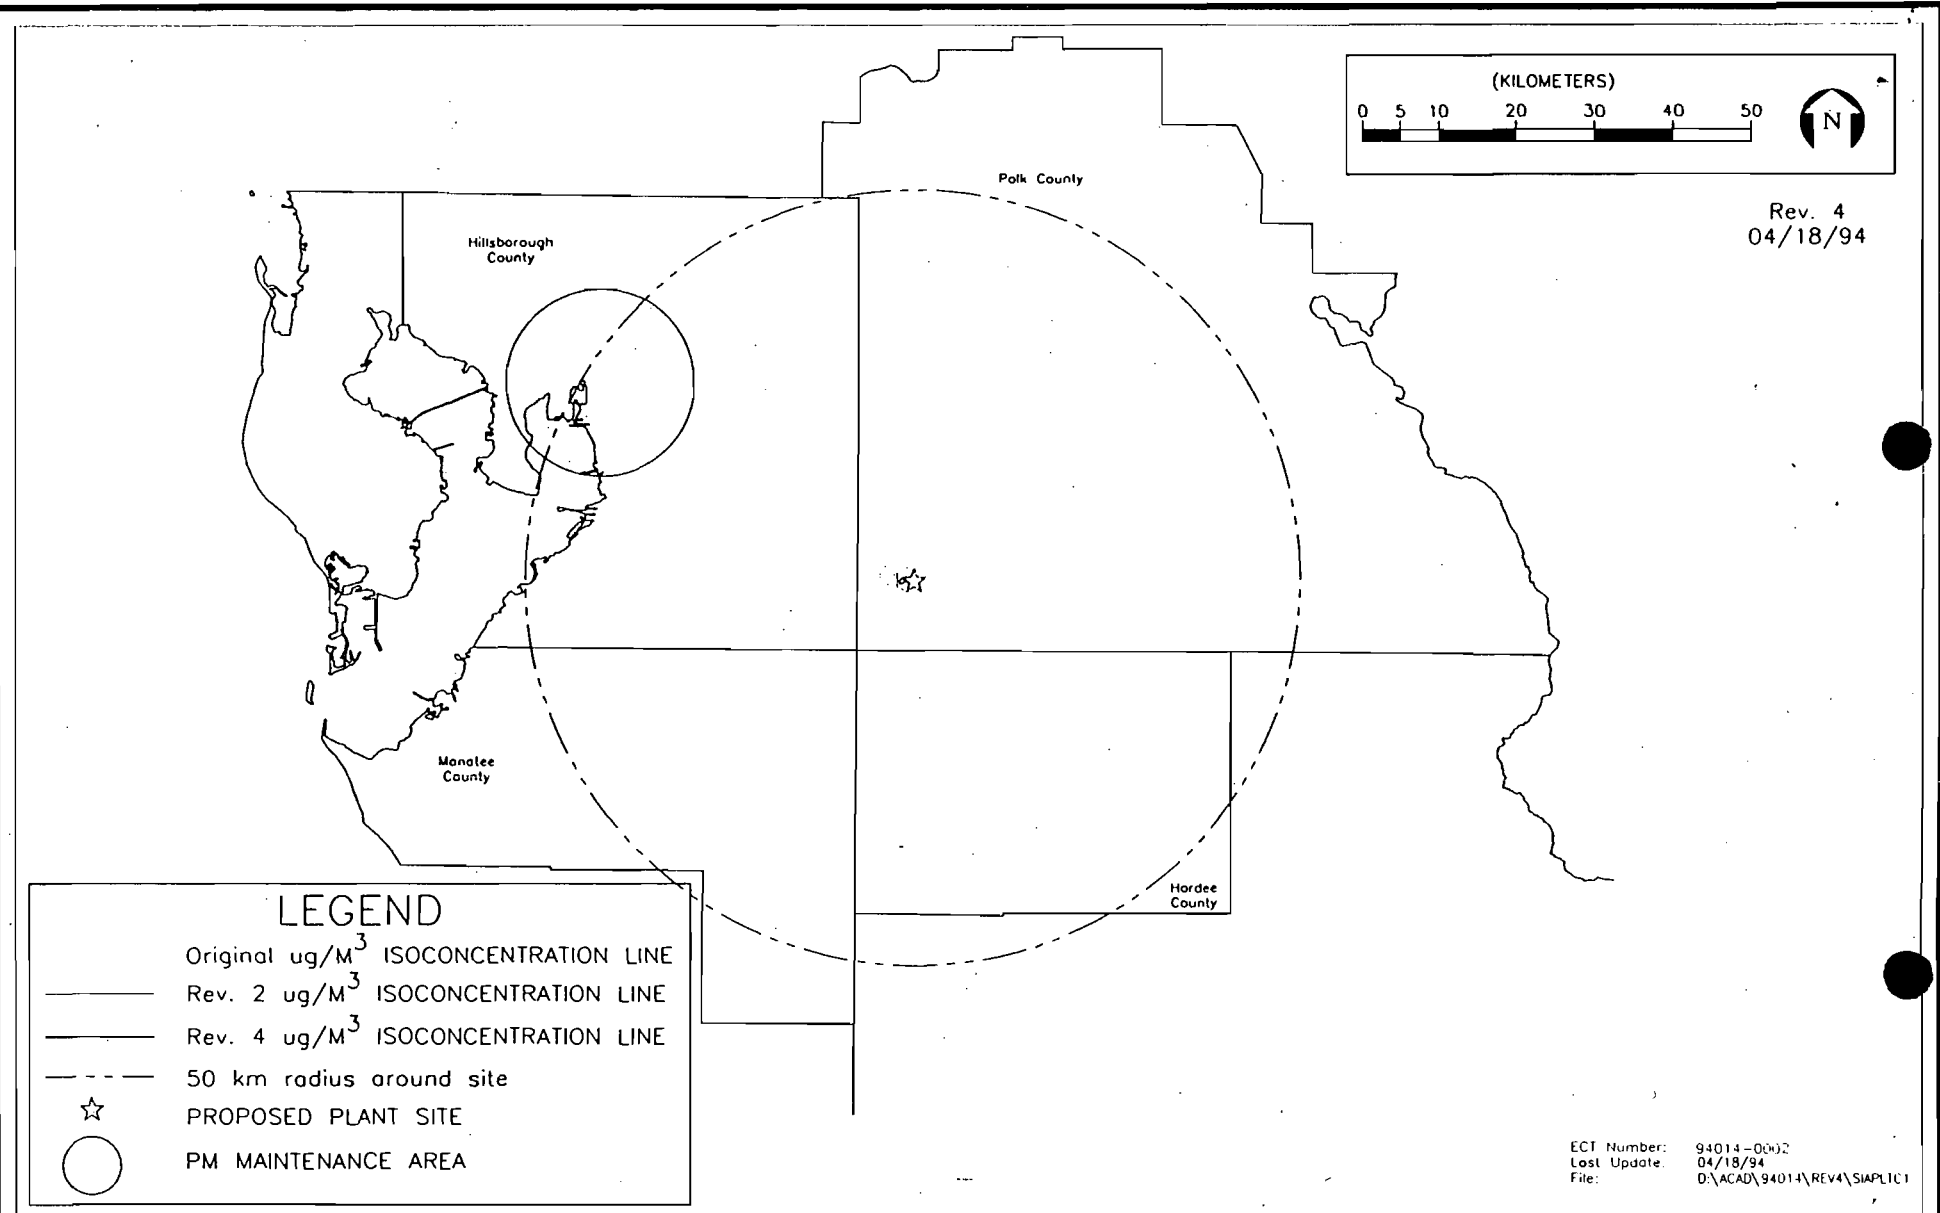 (KILOMETERS)
0 5 10 20 30 40 50
N
Rev. 4
04/18/94
Polk County
Hillsborough
County
Manatee
County
Hardee
County
LEGEND
Original ug/M³ ISOCONCENTRATION LINE
Rev. 2 ug/M³ ISOCONCENTRATION LINE
Rev. 4 ug/M³ ISOCONCENTRATION LINE
50 km radius around site
PROPOSED PLANT SITE
PM MAINTENANCE AREA
ECT Number: 94014-0002
Last Update: 04/18/94
File: D:\ACAD\94014\REV4\SIAPLTC1